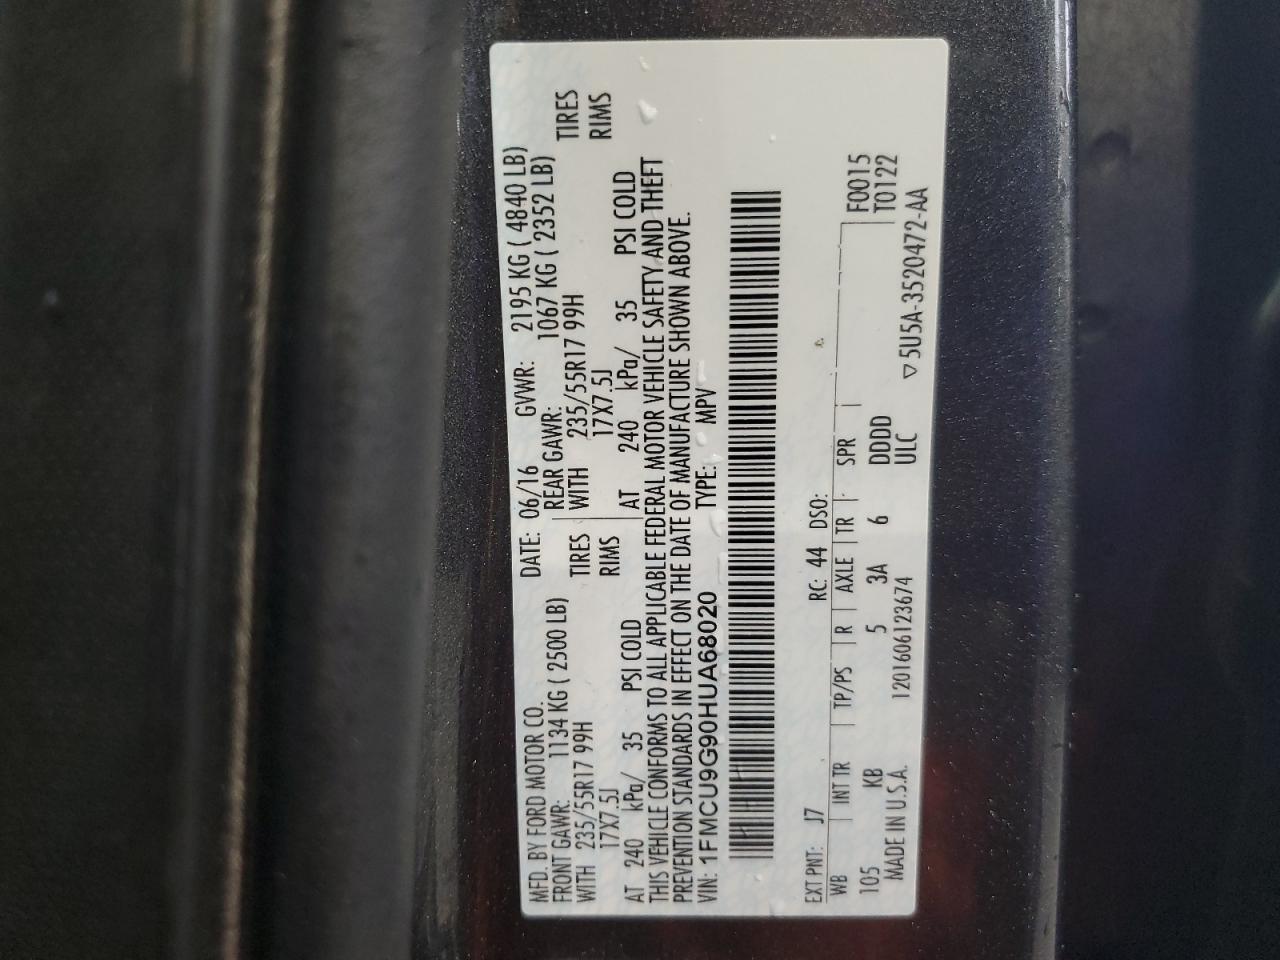 MFD. BY FORD MOTOR CO. DATE: 06/16 GVWR: 2195 KG ( 4840 LB)
FRONT GAWR: 1134 KG ( 2500 LB) REAR GAWR: 1067 KG ( 2352 LB)
WITH 235/55R17 99H TIRES WITH 235/55R17 99H TIRES
17X7.5J RIMS 17X7.5J RIMS
AT 240 kPa/ 35 PSI COLD AT 240 kPa/ 35 PSI COLD
THIS VEHICLE CONFORMS TO ALL APPLICABLE FEDERAL MOTOR VEHICLE SAFETY AND THEFT
PREVENTION STANDARDS IN EFFECT ON THE DATE OF MANUFACTURE SHOWN ABOVE.
VIN: 1FMCU9G90HUA68020 TYPE: MPV
EXT PNT: J7 RC: 44 DSO:
WB INT TR TP/PS R AXLE TR SPR F0015
105 KB 5 3A 6 DDDD T0122
MADE IN U.S.A. 1201606123674 ULC ▽ 5U5A-3520472-AA